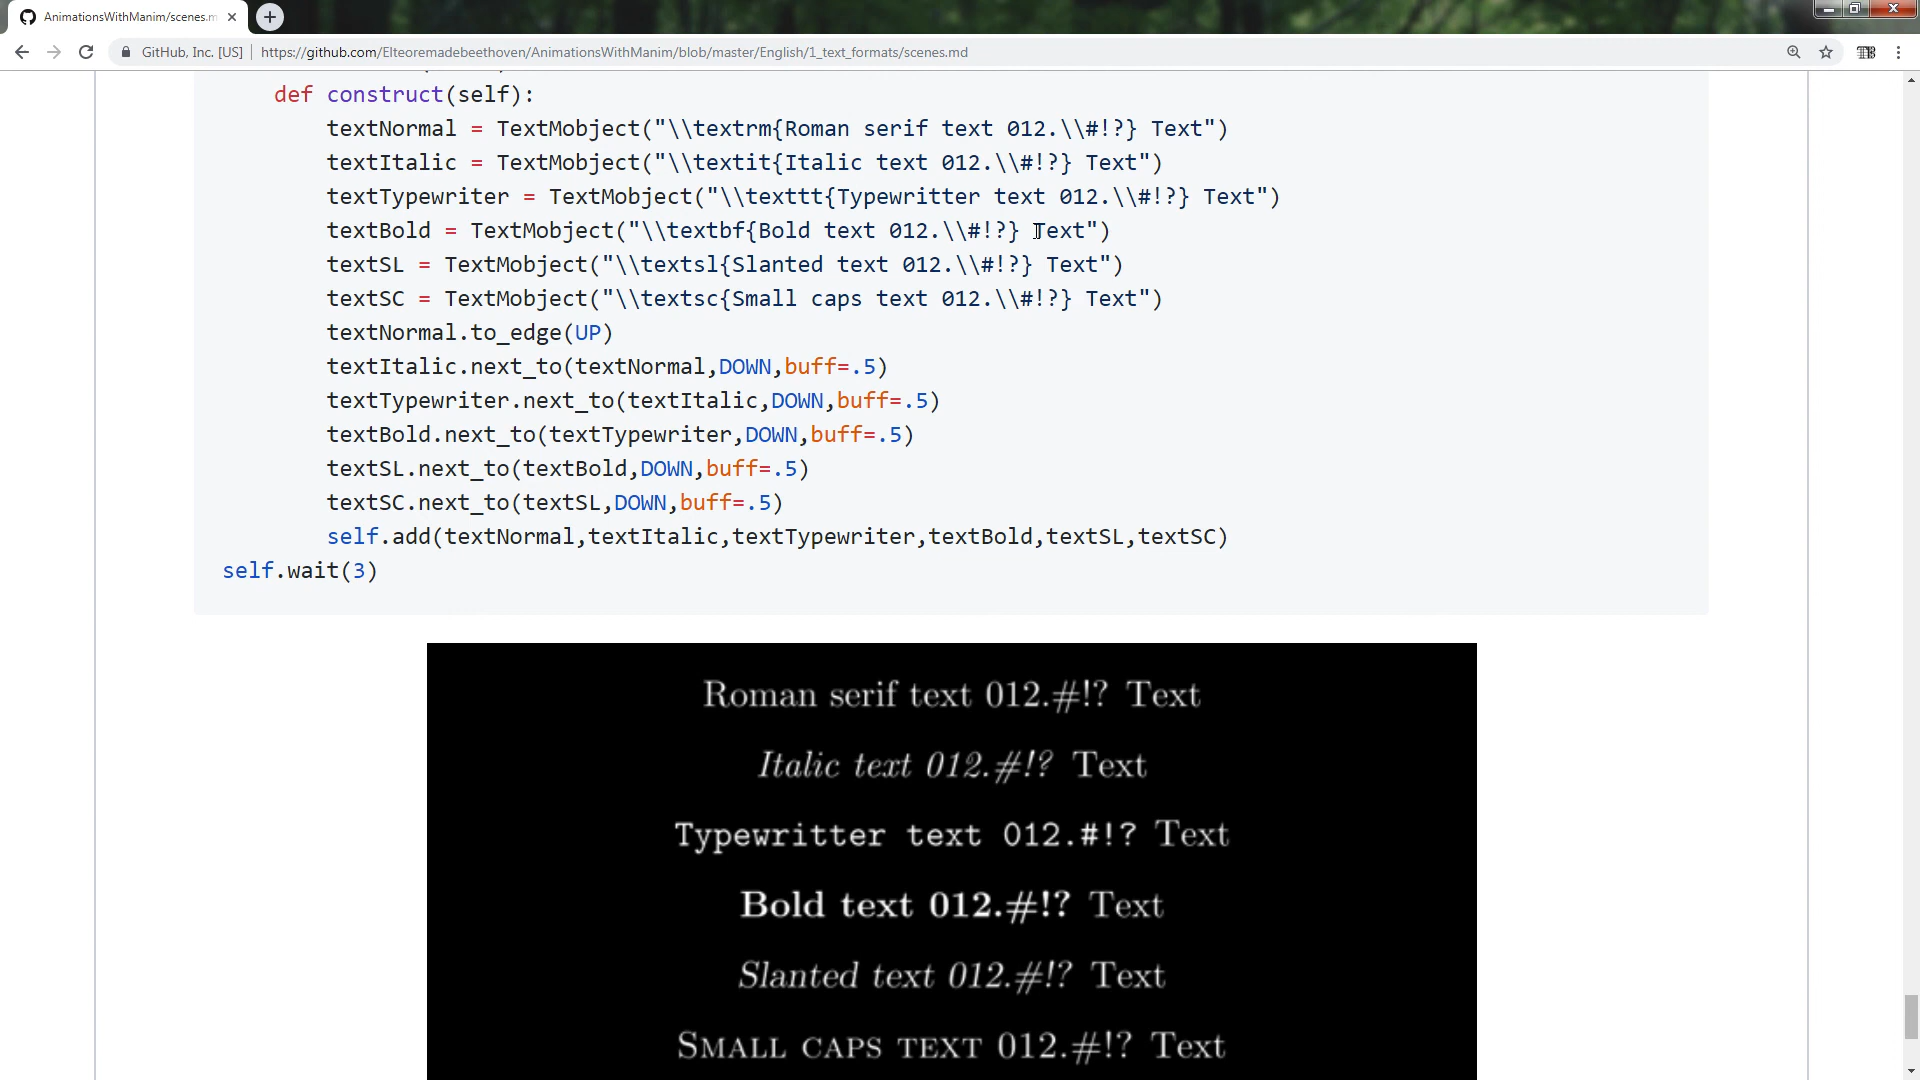 AnimationsWithManim/scenes.m
GitHub, Inc. [US] https://github.com/Elteoremadebeethoven/AnimationsWithManim/blob/master/English/1_text_formats/scenes.md
def construct(self):
textNormal = TextMobject("\\textrm{Roman serif text 012.\\#!?} Text")
textItalic = TextMobject("\\textit{Italic text 012.\\#!?} Text")
textTypewriter = TextMobject("\\texttt{Typewritter text 012.\\#!?} Text")
textBold = TextMobject("\\textbf{Bold text 012.\\#!?} Text")
textSL = TextMobject("\\textsl{Slanted text 012.\\#!?} Text")
textSC = TextMobject("\\textsc{Small caps text 012.\\#!?} Text")
textNormal.to_edge(UP)
textItalic.next_to(textNormal,DOWN,buff=.5)
textTypewriter.next_to(textItalic,DOWN,buff=.5)
textBold.next_to(textTypewriter,DOWN,buff=.5)
textSL.next_to(textBold,DOWN,buff=.5)
textSC.next_to(textSL,DOWN,buff=.5)
self.add(textNormal,textItalic,textTypewriter,textBold,textSL,textSC)
self.wait(3)
Roman serif text 012.#!? Text
Italic text 012.#!? Text
Typewritter text 012.#!? Text
Bold text 012.#!? Text
Slanted text 012.#!? Text
SMALL CAPS TEXT 012.#!? Text